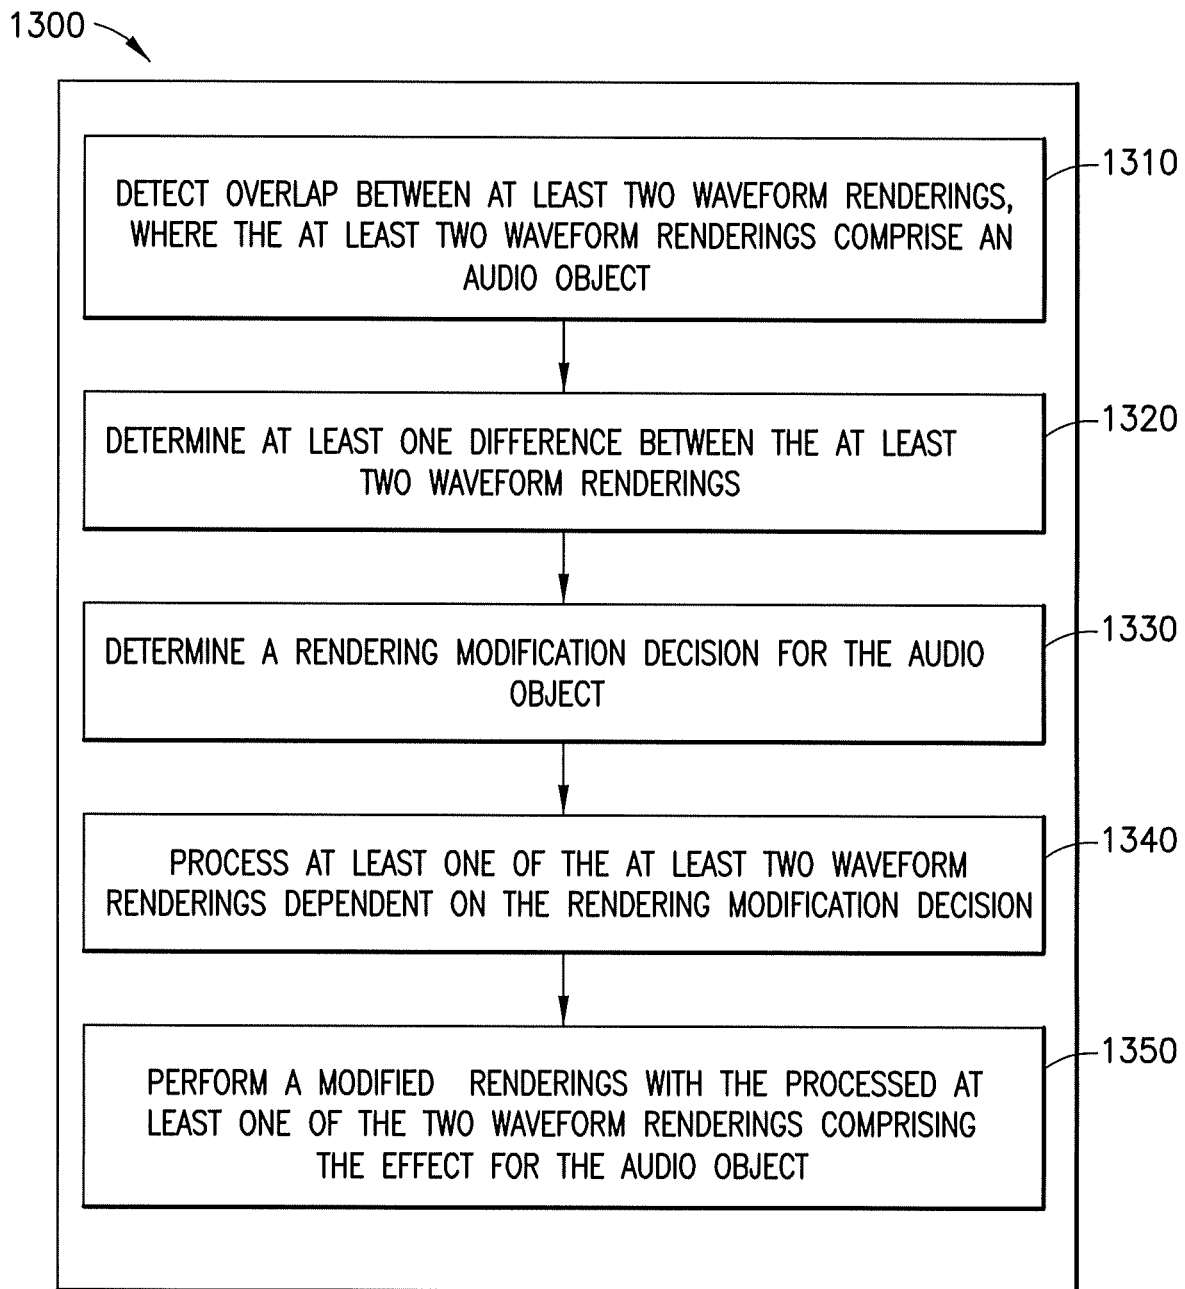 1300
DETECT OVERLAP BETWEEN AT LEAST TWO WAVEFORM RENDERINGS,
WHERE THE AT LEAST TWO WAVEFORM RENDERINGS COMPRISE AN
AUDIO OBJECT
1310
DETERMINE AT LEAST ONE DIFFERENCE BETWEEN THE AT LEAST
TWO WAVEFORM RENDERINGS
1320
DETERMINE A RENDERING MODIFICATION DECISION FOR THE AUDIO
OBJECT
1330
PROCESS AT LEAST ONE OF THE AT LEAST TWO WAVEFORM
RENDERINGS DEPENDENT ON THE RENDERING MODIFICATION DECISION
1340
PERFORM A MODIFIED RENDERINGS WITH THE PROCESSED AT
LEAST ONE OF THE TWO WAVEFORM RENDERINGS COMPRISING
THE EFFECT FOR THE AUDIO OBJECT
1350